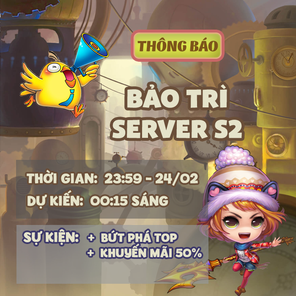 THÔNG BÁO
BẢO TRÌ
SERVER S2
THỜI GIAN: 23:59 - 24/02
DỰ KIẾN: 00:15 SÁNG
SỰ KIỆN: + BỨT PHÁ TOP
+ KHUYẾN MÃI 50%